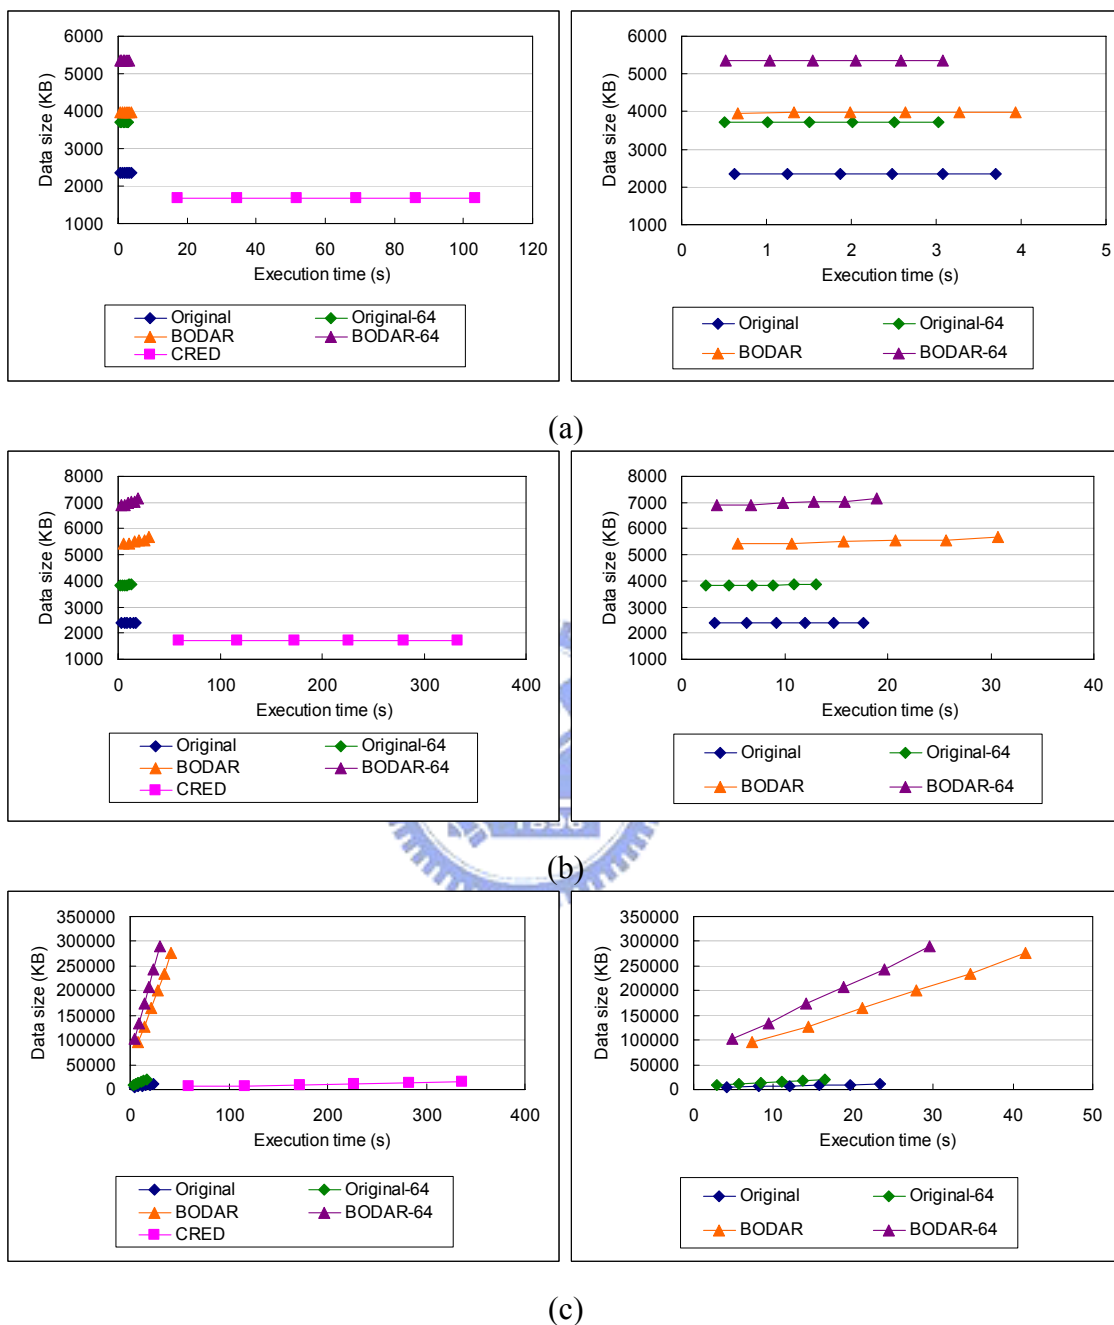 6000
5000
4000
3000
2000
1000
Data size (KB)
0 20 40 60 80 100 120
Execution time (s)
Original Original-64
BODAR BODAR-64
CRED
6000
5000
4000
3000
2000
1000
Data size (KB)
0 1 2 3 4 5
Execution time (s)
Original Original-64
BODAR BODAR-64
(a)
8000
7000
6000
5000
4000
3000
2000
1000
Data size (KB)
0 100 200 300 400
Execution time (s)
Original Original-64
BODAR BODAR-64
CRED
8000
7000
6000
5000
4000
3000
2000
1000
Data size (KB)
0 10 20 30 40
Execution time (s)
Original Original-64
BODAR BODAR-64
1896
(b)
350000
300000
250000
200000
150000
100000
50000
0
Data size (KB)
0 100 200 300 400
Execution time (s)
Original Original-64
BODAR BODAR-64
CRED
350000
300000
250000
200000
150000
100000
50000
0
Data size (KB)
0 10 20 30 40 50
Execution time (s)
Original Original-64
BODAR BODAR-64
(c)